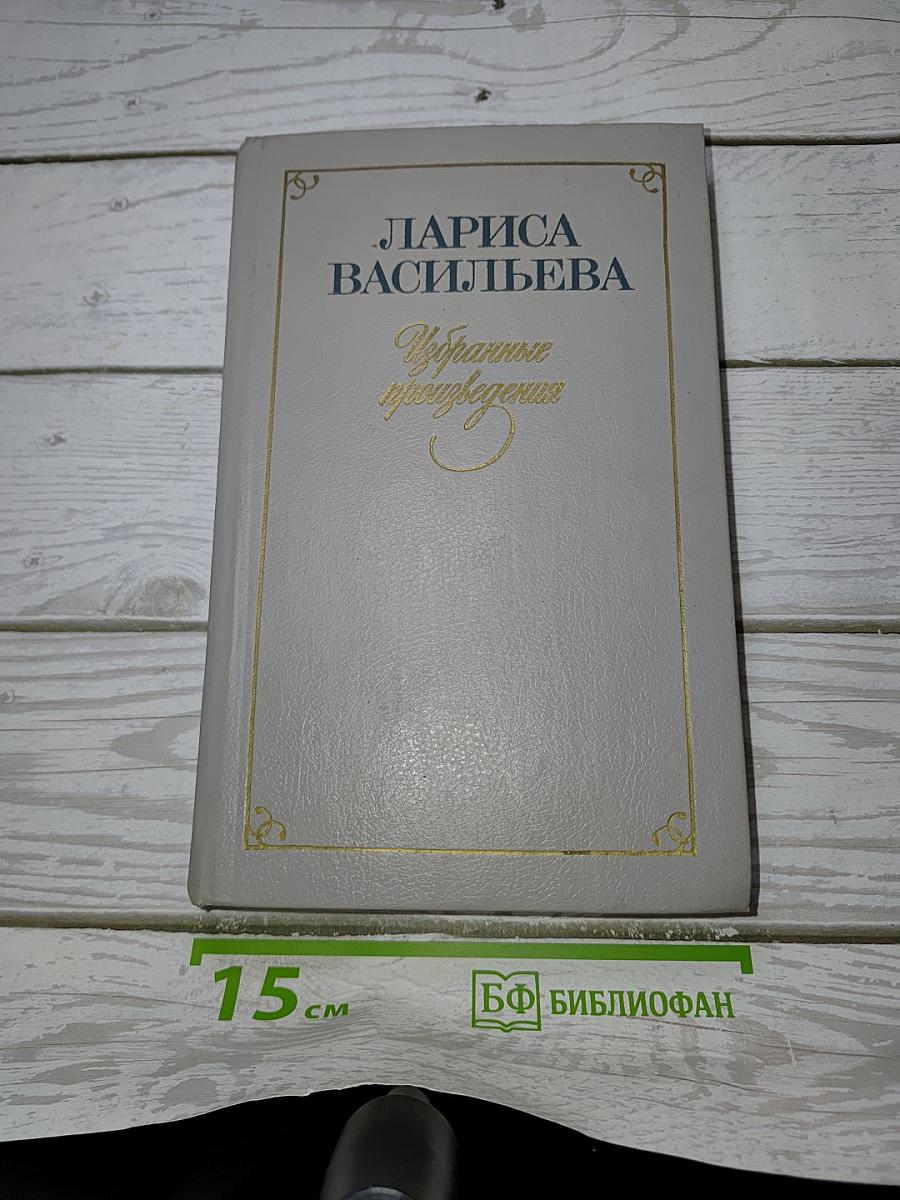 ЛАРИСА
ВАСИЛЬЕВА
Избранные
произведения
15 см
БФ БИБЛИОФАН